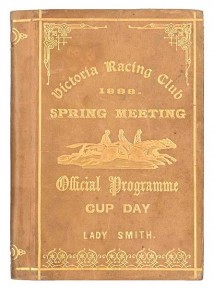 Victoria Racing Club
1888.
SPRING MEETING
Official Programme
CUP DAY
LADY SMITH.